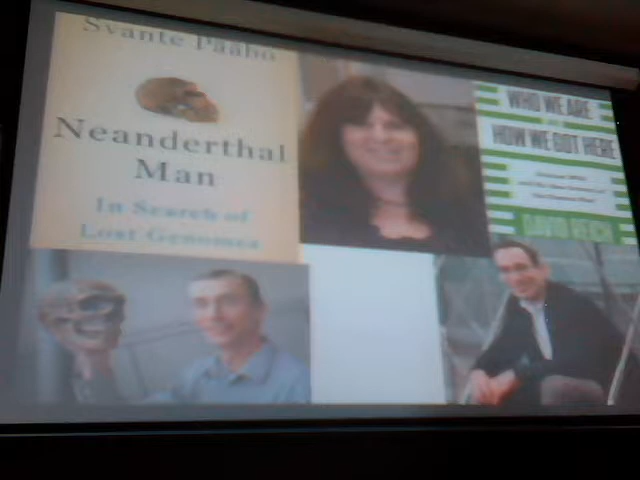 Svante Pääbo
Neanderthal
Man
In Search of
Lost Genomes
WHO WE ARE
HOW WE GOT HERE
DAVID REICH